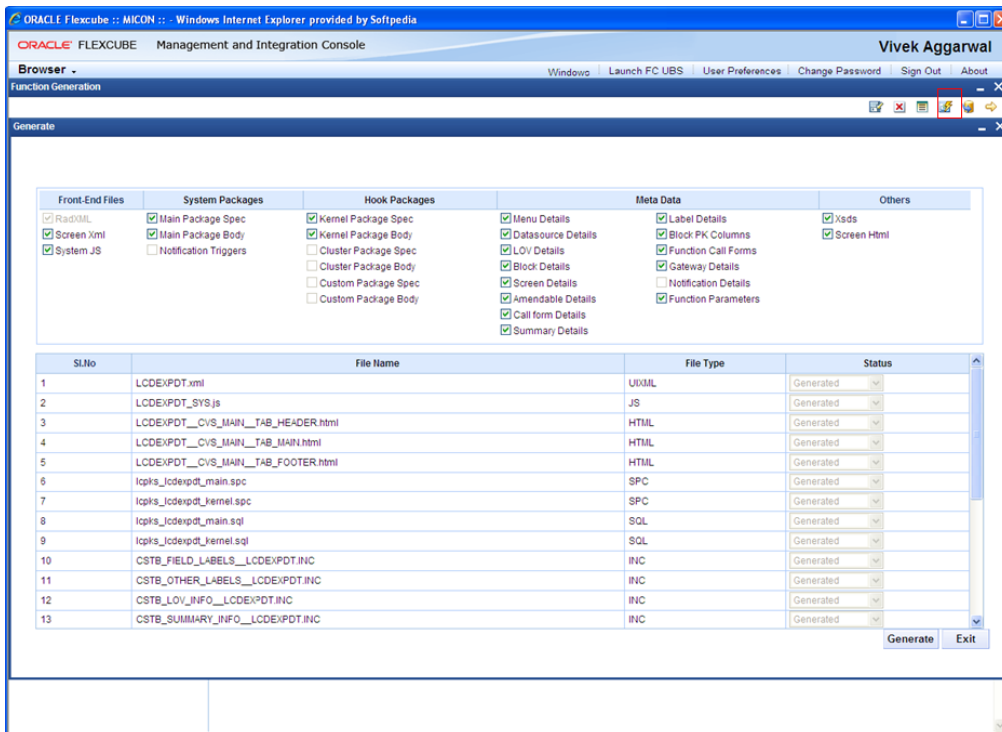 ORACLE Flexcube :: MICON :: - Windows Internet Explorer provided by Softpedia
ORACLE FLEXCUBE Management and Integration Console Vivek Aggarwal
Browser Windows Launch FC UBS User Preferences Change Password Sign Out About
Function Generation
Generate
Front-End Files System Packages Hook Packages Meta Data Others
RadXML Main Package Spec Kernel Package Spec Menu Details Label Details Xsds
Screen Xml Main Package Body Kernel Package Body Datasource Details Block PK Columns Screen Html
System JS Notification Triggers Cluster Package Spec LOV Details Function Call Forms
Cluster Package Body Block Details Gateway Details
Custom Package Spec Screen Details Notification Details
Custom Package Body Amendable Details Function Parameters
Call form Details
Summary Details
Sl.No File Name File Type Status
1 LCDEXPDT.xml UIXML Generated
2 LCDEXPDT_SYS.js JS Generated
3 LCDEXPDT__CVS_MAIN__TAB_HEADER.html HTML Generated
4 LCDEXPDT__CVS_MAIN__TAB_MAIN.html HTML Generated
5 LCDEXPDT__CVS_MAIN__TAB_FOOTER.html HTML Generated
6 lcpks_lcdexpdt_main.spc SPC Generated
7 lcpks_lcdexpdt_kernel.spc SPC Generated
8 lcpks_lcdexpdt_main.sql SQL Generated
9 lcpks_lcdexpdt_kernel.sql SQL Generated
10 CSTB_FIELD_LABELS__LCDEXPDT.INC INC Generated
11 CSTB_OTHER_LABELS__LCDEXPDT.INC INC Generated
12 CSTB_LOV_INFO__LCDEXPDT.INC INC Generated
13 CSTB_SUMMARY_INFO__LCDEXPDT.INC INC Generated
Generate Exit